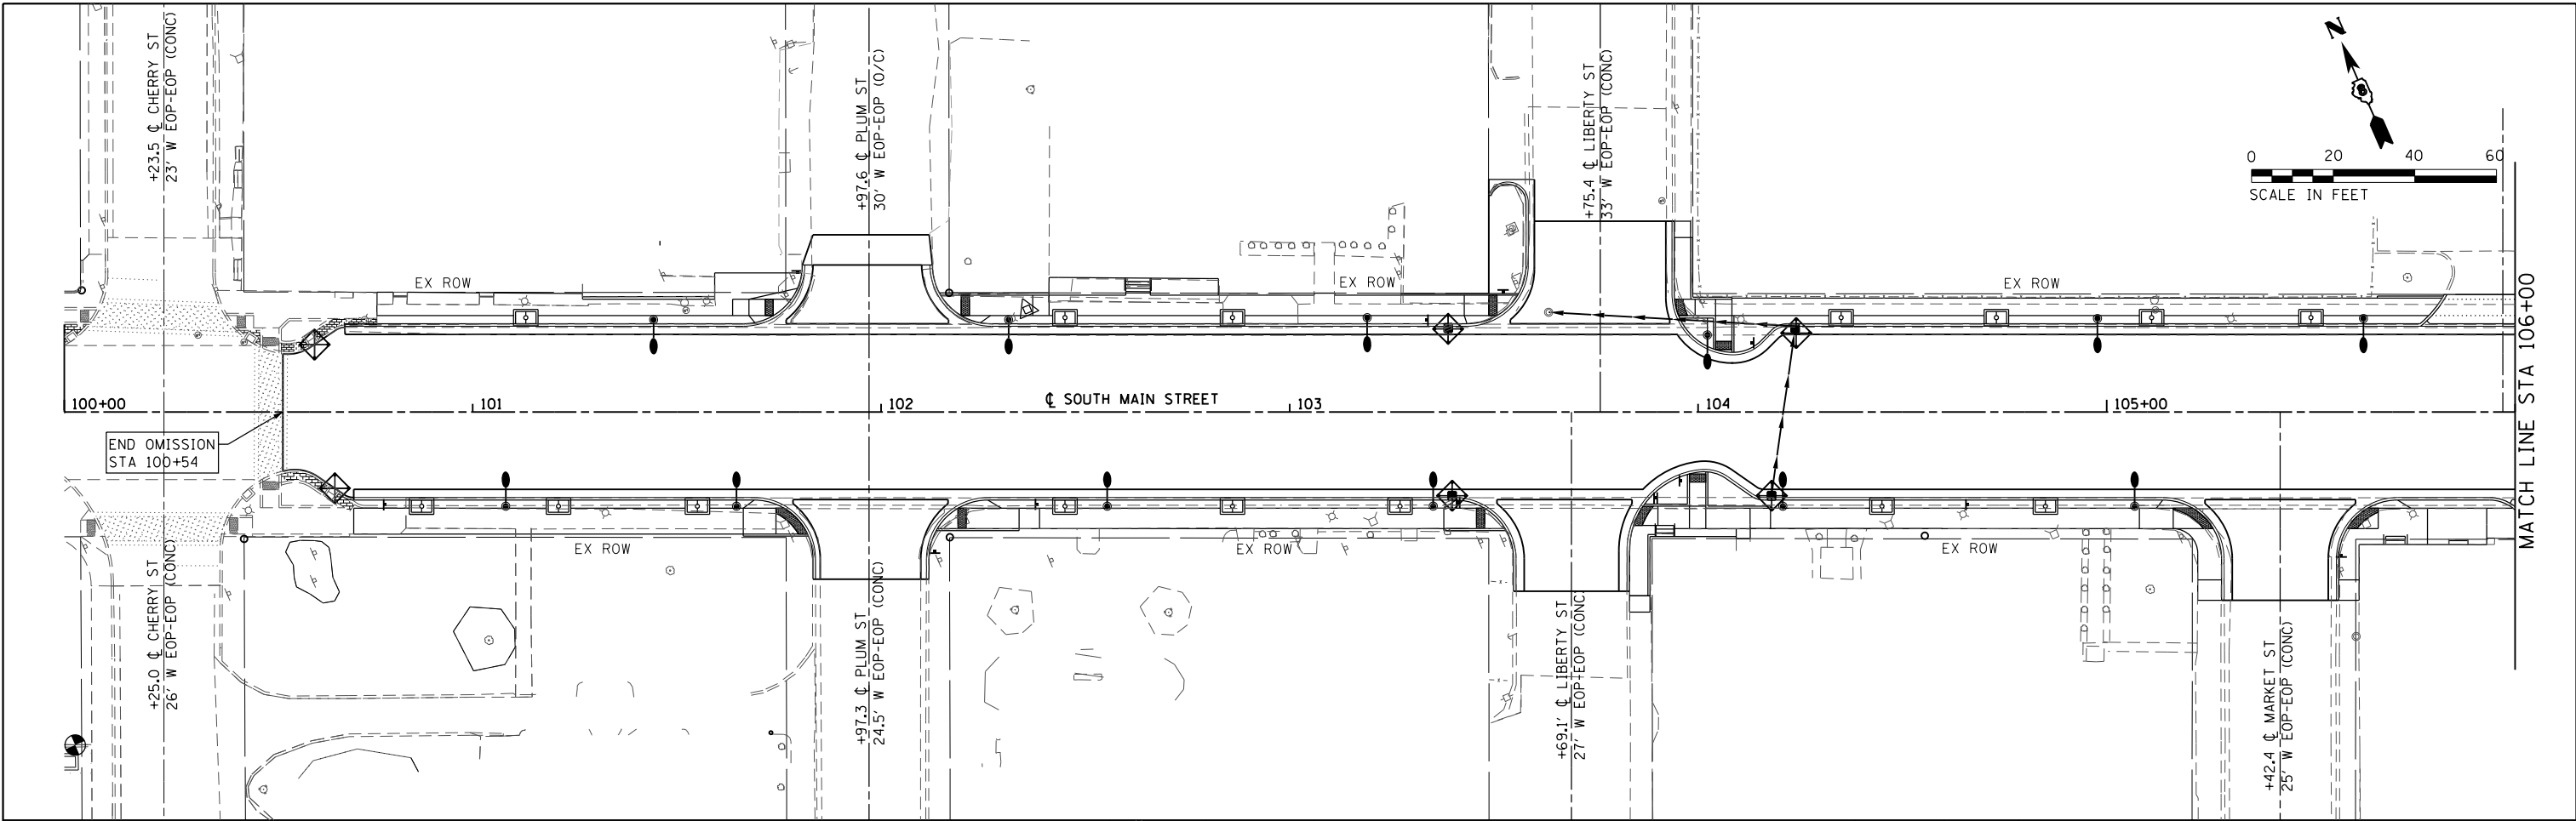 +23.5 ℄ CHERRY ST
23' W EOP-EOP (CONC)
+97.6 ℄ PLUM ST
30' W EOP-EOP (O/C)
+75.4 ℄ LIBERTY ST
33' W EOP-EOP (CONC)
N
0 20 40 60
SCALE IN FEET
EX ROW
EX ROW
EX ROW
100+00
101
102
℄ SOUTH MAIN STREET
103
104
105+00
MATCH LINE STA 106+00
END OMISSION
STA 100+54
EX ROW
EX ROW
EX ROW
+25.0 ℄ CHERRY ST
26' W EOP-EOP (CONC)
+97.3 ℄ PLUM ST
24.5' W EOP-EOP (CONC)
+69.1' ℄ LIBERTY ST
27' W EOP-EOP (CONC)
+42.4 ℄ MARKET ST
25' W EOP-EOP (CONC)